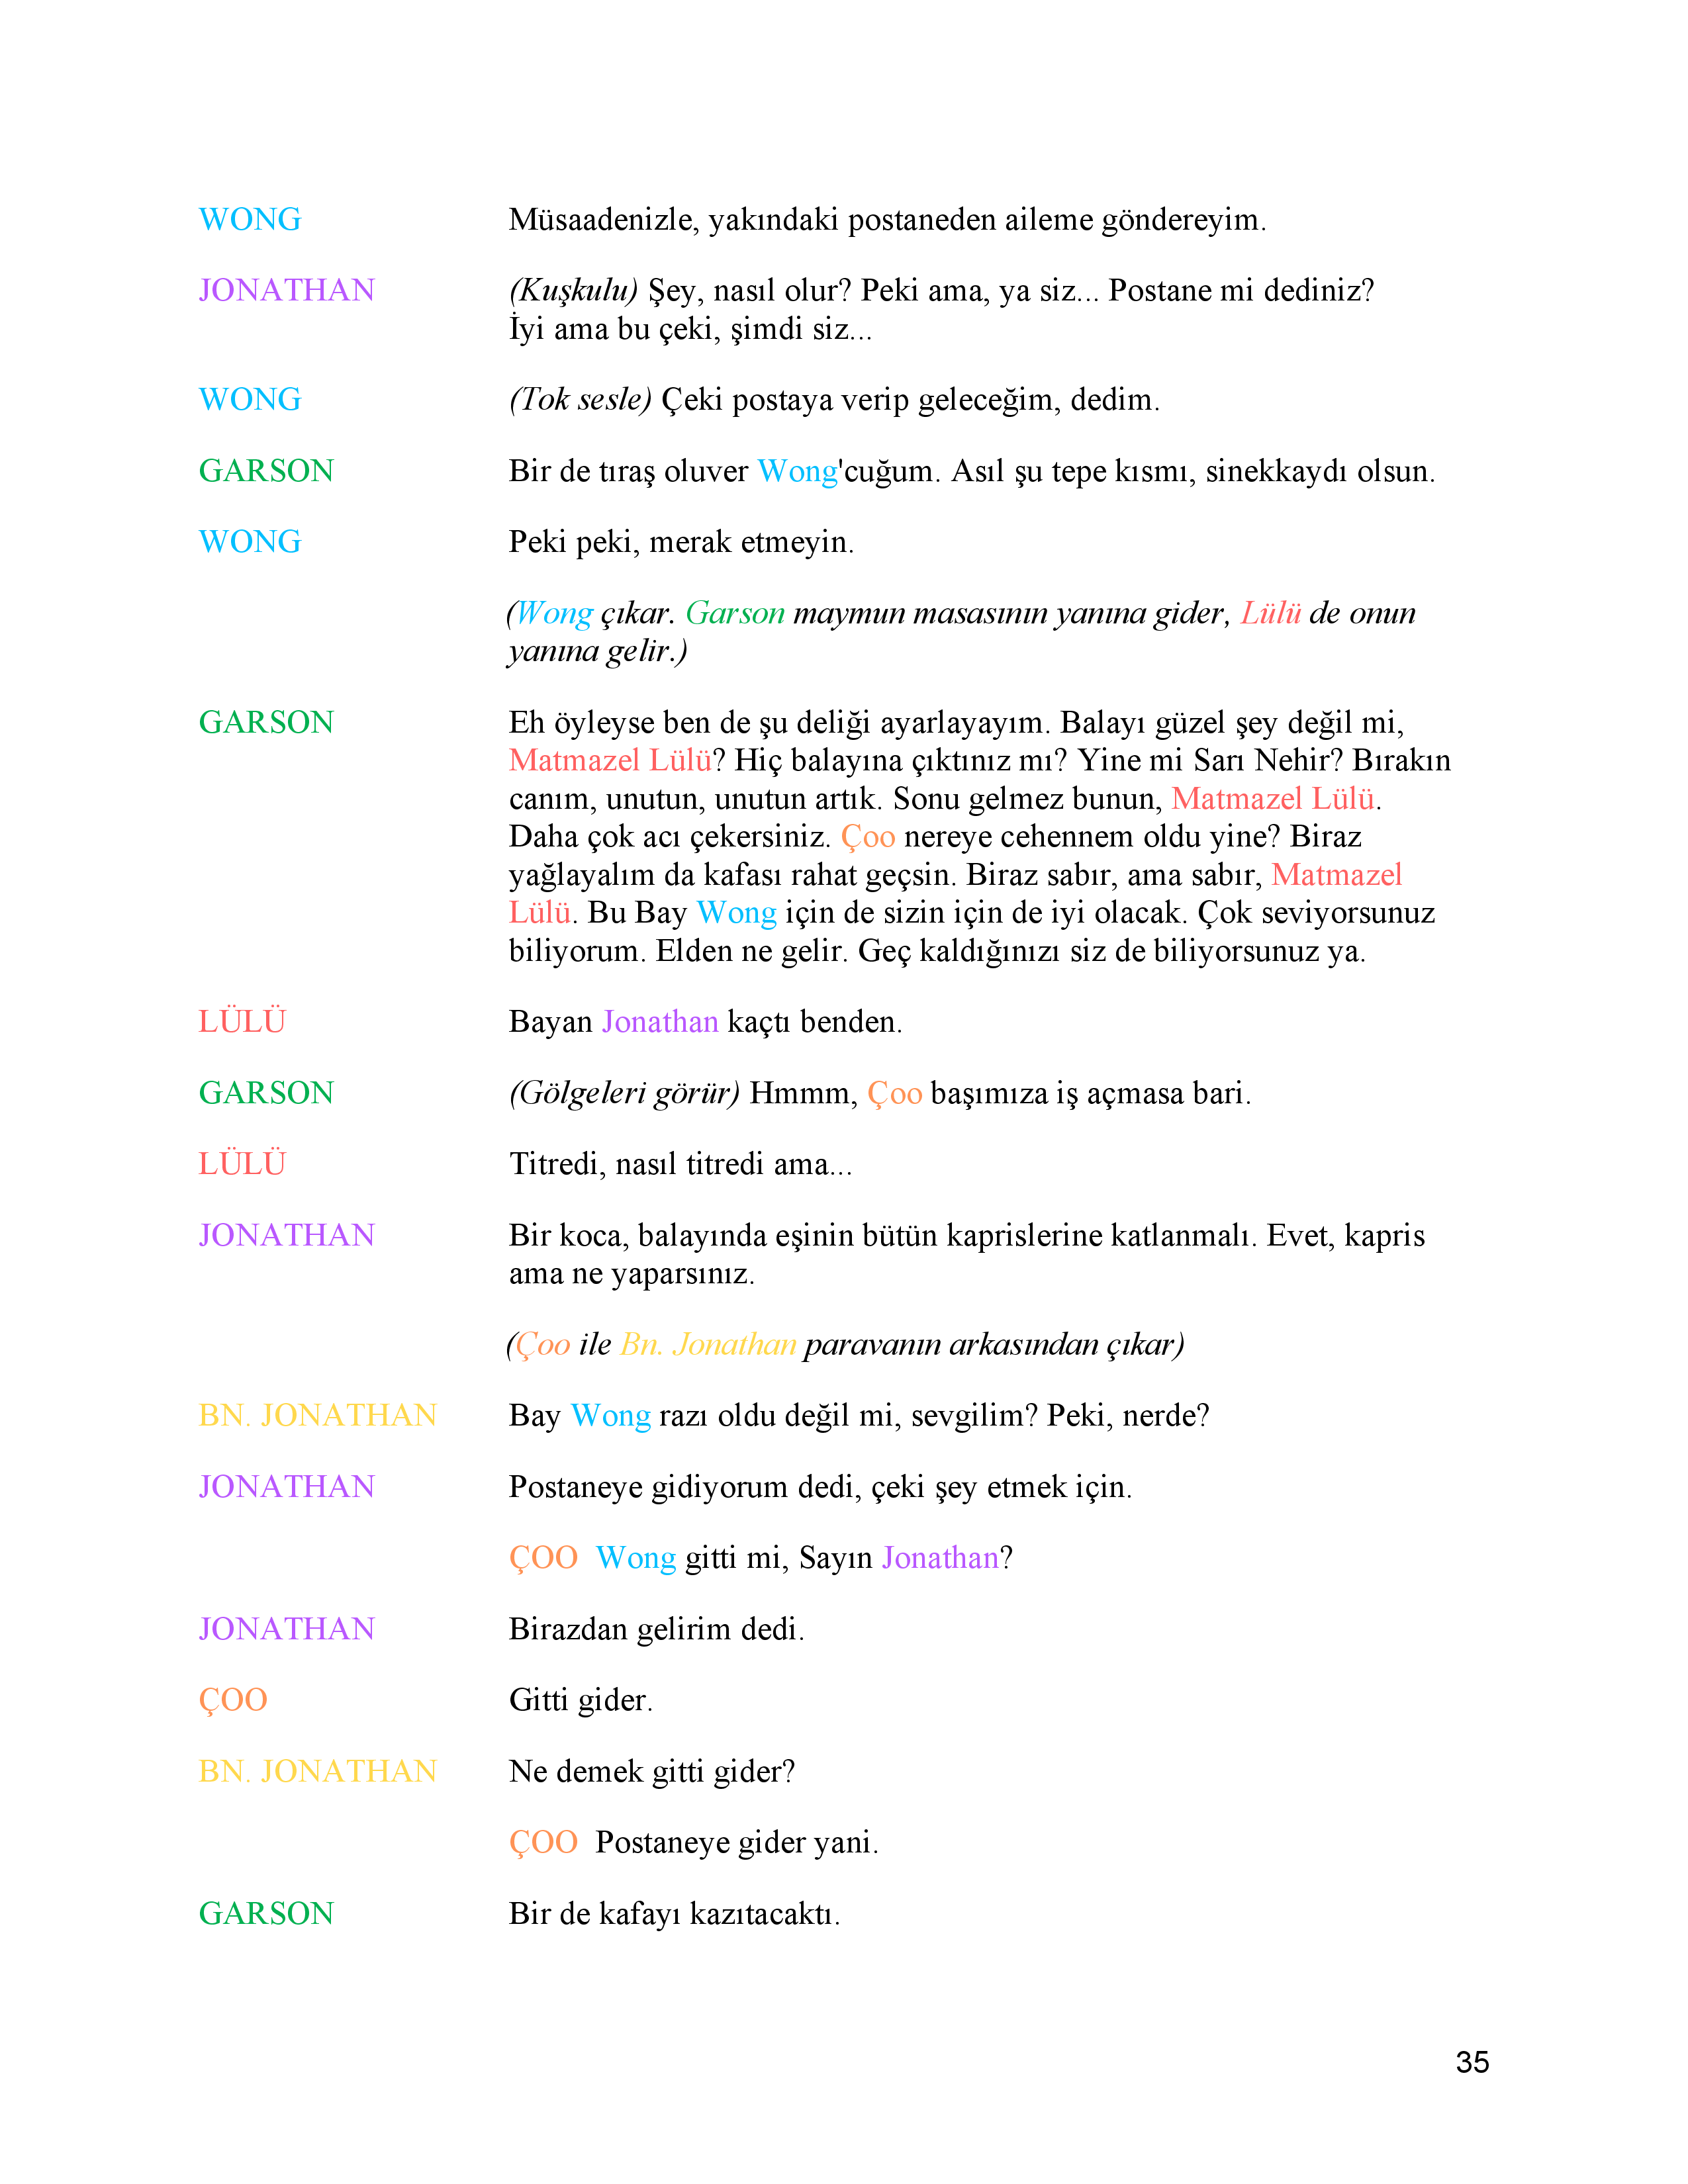 WONG Müsaadenizle, yakındaki postaneden aileme göndereyim.
JONATHAN (Kuşkulu) Şey, nasıl olur? Peki ama, ya siz... Postane mi dediniz?
İyi ama bu çeki, şimdi siz...
WONG (Tok sesle) Çeki postaya verip geleceğim, dedim.
GARSON Bir de tıraş oluver Wong'cuğum. Asıl şu tepe kısmı, sinekkaydı olsun.
WONG Peki peki, merak etmeyin.
(Wong çıkar. Garson maymun masasının yanına gider, Lülü de onun
yanına gelir.)
GARSON Eh öyleyse ben de şu deliği ayarlayayım. Balayı güzel şey değil mi,
Matmazel Lülü? Hiç balayına çıktınız mı? Yine mi Sarı Nehir? Bırakın
canım, unutun, unutun artık. Sonu gelmez bunun, Matmazel Lülü.
Daha çok acı çekersiniz. Çoo nereye cehennem oldu yine? Biraz
yağlayalım da kafası rahat geçsin. Biraz sabır, ama sabır, Matmazel
Lülü. Bu Bay Wong için de sizin için de iyi olacak. Çok seviyorsunuz
biliyorum. Elden ne gelir. Geç kaldığınızı siz de biliyorsunuz ya.
LÜLÜ Bayan Jonathan kaçtı benden.
GARSON (Gölgeleri görür) Hmmm, Çoo başımıza iş açmasa bari.
LÜLÜ Titredi, nasıl titredi ama...
JONATHAN Bir koca, balayında eşinin bütün kaprislerine katlanmalı. Evet, kapris
ama ne yaparsınız.
(Çoo ile Bn. Jonathan paravanın arkasından çıkar)
BN. JONATHAN Bay Wong razı oldu değil mi, sevgilim? Peki, nerde?
JONATHAN Postaneye gidiyorum dedi, çeki şey etmek için.
ÇOO Wong gitti mi, Sayın Jonathan?
JONATHAN Birazdan gelirim dedi.
ÇOO Gitti gider.
BN. JONATHAN Ne demek gitti gider?
ÇOO Postaneye gider yani.
GARSON Bir de kafayı kazıtacaktı.
35